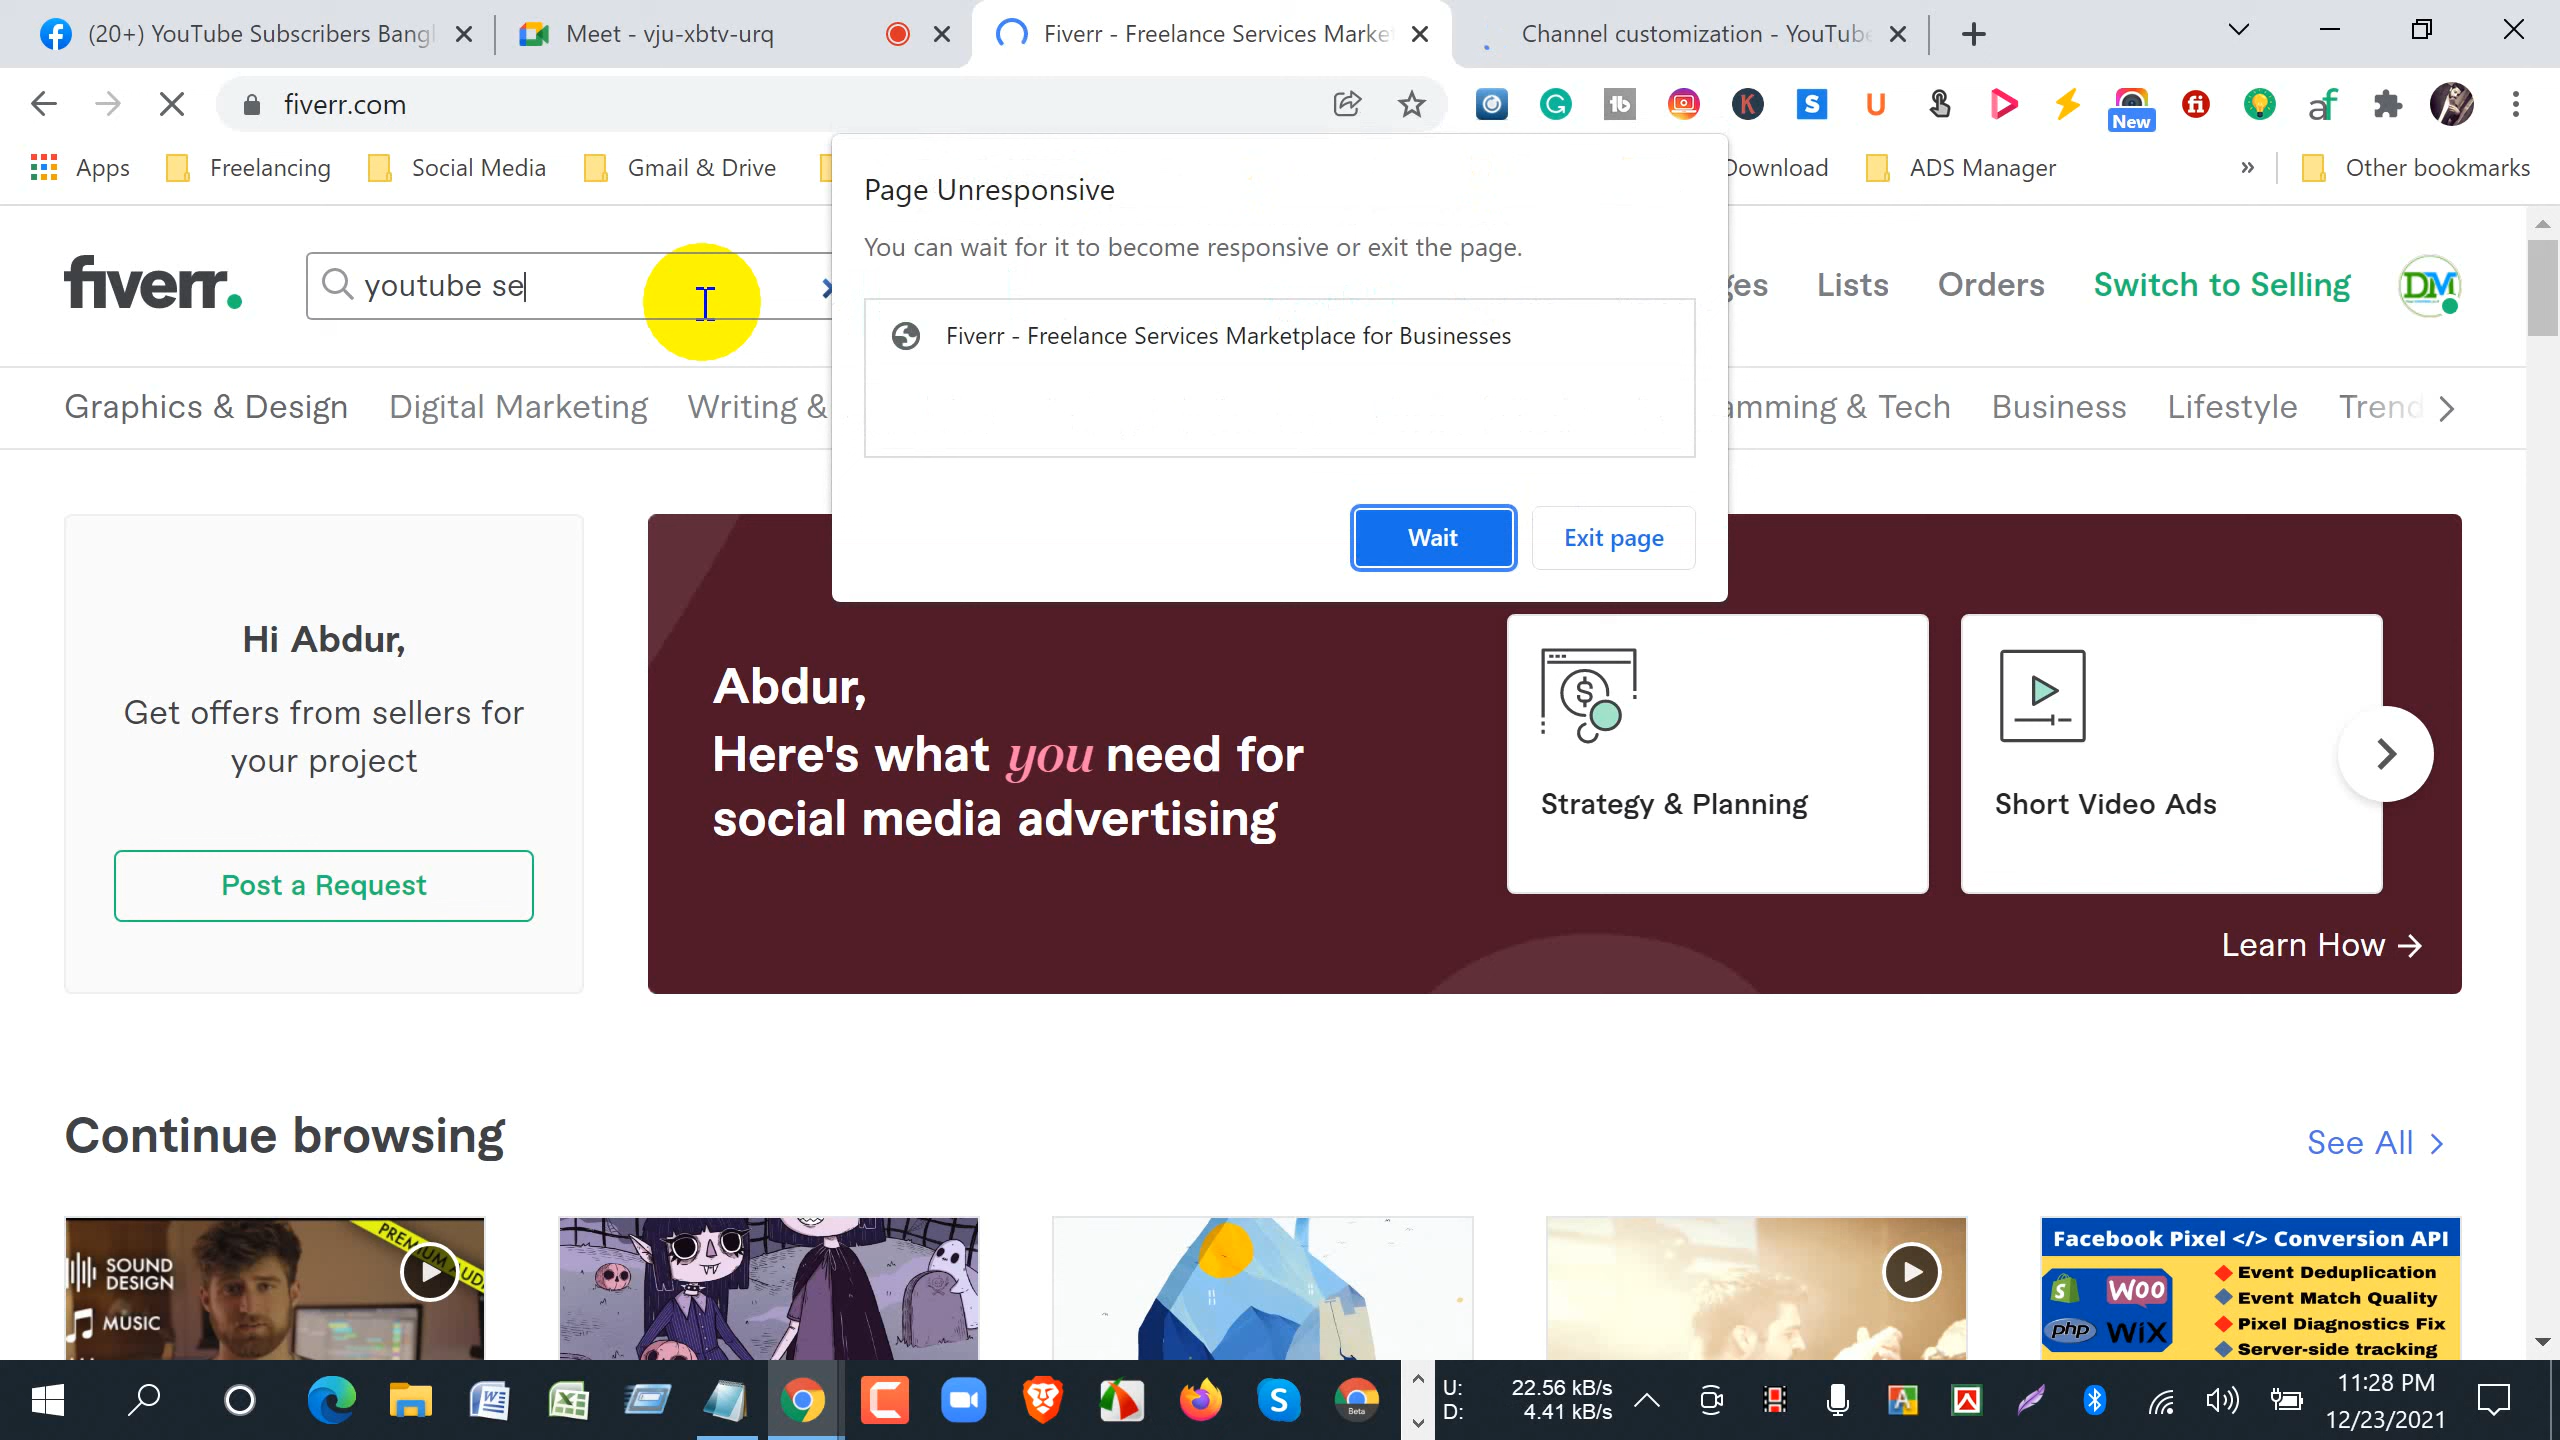 (20+) YouTube Subscribers Bangl
Meet - vju-xbtv-urq
Fiverr - Freelance Services Market
Channel customization - YouTube
fiverr.com
New
Apps
Freelancing
Social Media
Gmail & Drive
Download
ADS Manager
»
Other bookmarks
Page Unresponsive
You can wait for it to become responsive or exit the page.
Fiverr - Freelance Services Marketplace for Businesses
Wait
Exit page
fiverr.
youtube se
ges
Lists
Orders
Switch to Selling
DM
Graphics & Design
Digital Marketing
Writing &
amming & Tech
Business
Lifestyle
Trend
Hi Abdur,
Get offers from sellers for
your project
Post a Request
Abdur,
Here's what you need for
social media advertising
Strategy & Planning
Short Video Ads
Learn How →
Continue browsing
See All >
SOUND
DESIGN
MUSIC
PREMIUM AUD
Facebook Pixel </> Conversion API
Event Deduplication
Event Match Quality
Pixel Diagnostics Fix
Server-side tracking
WOO
php
WiX
Beta
U: 22.56 kB/s
D: 4.41 kB/s
11:28 PM
12/23/2021